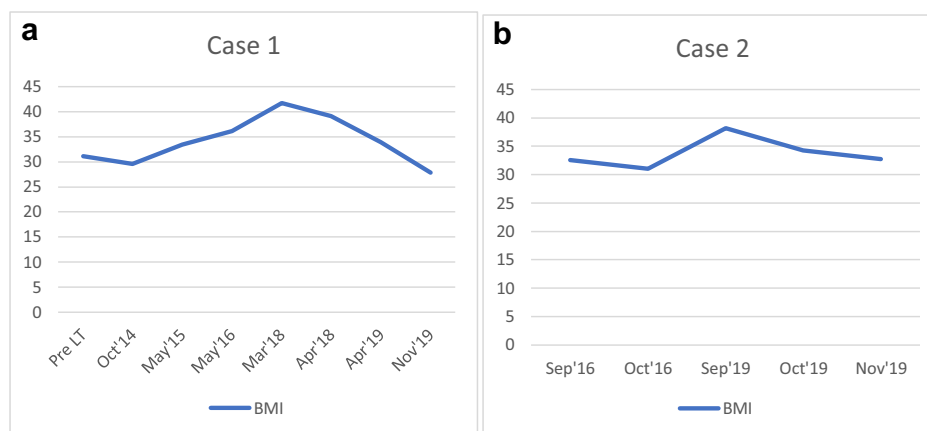 a
Case 1
45
40
35
30
25
20
15
10
5
0
Pre LT
Oct'14
May'15
May'16
Mar'18
Apr'18
Apr'19
Nov'19
BMI
b
Case 2
45
40
35
30
25
20
15
10
5
0
Sep'16
Oct'16
Sep'19
Oct'19
Nov'19
BMI